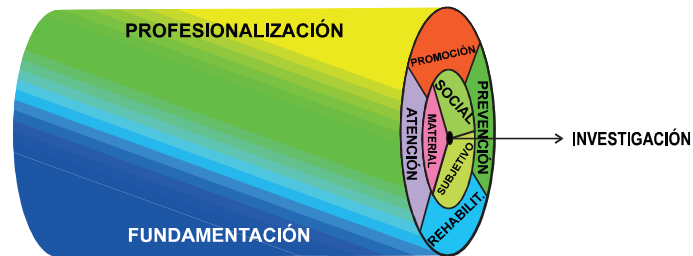 PROFESIONALIZACIÓN
PROMOCIÓN
SOCIAL
PREVENCIÓN
ATENCIÓN
MATERIAL
INVESTIGACIÓN
SUBJETIVO
REHABILIT.
FUNDAMENTACIÓN